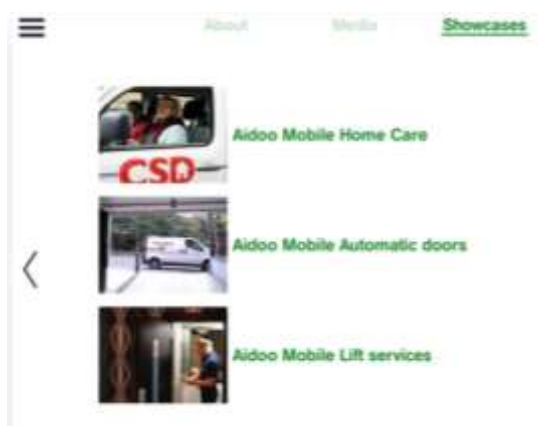 About
Media
Showcases
CSD
Aidoo Mobile Home Care
Aidoo Mobile Automatic doors
Aidoo Mobile Lift services